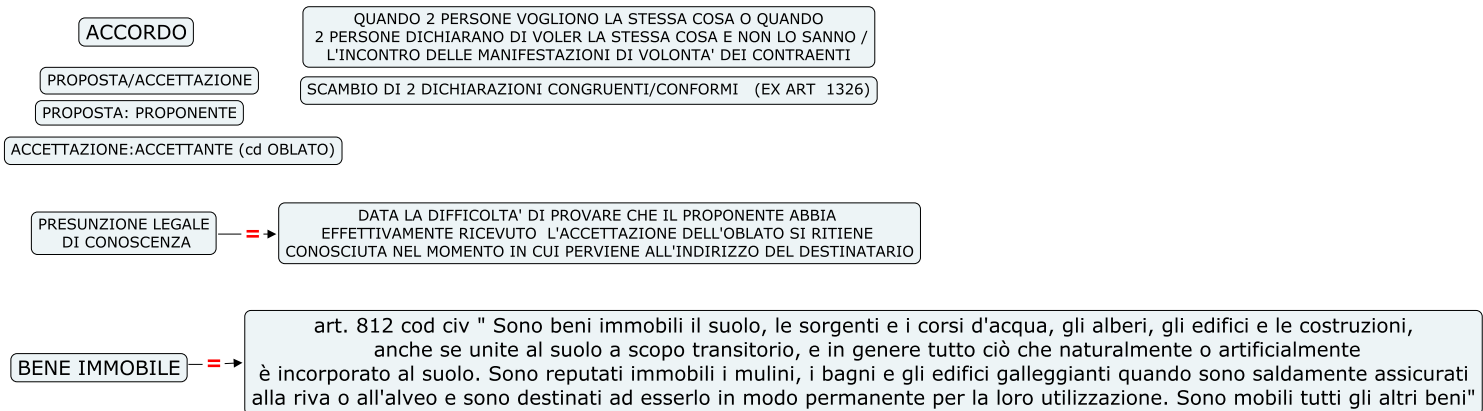 ACCORDO
QUANDO 2 PERSONE VOGLIONO LA STESSA COSA O QUANDO
2 PERSONE DICHIARANO DI VOLER LA STESSA COSA E NON LO SANNO /
L'INCONTRO DELLE MANIFESTAZIONI DI VOLONTA' DEI CONTRAENTI
PROPOSTA/ACCETTAZIONE
SCAMBIO DI 2 DICHIARAZIONI CONGRUENTI/CONFORMI (EX ART 1326)
PROPOSTA: PROPONENTE
ACCETTAZIONE:ACCETTANTE (cd OBLATO)
PRESUNZIONE LEGALE
DI CONOSCENZA
=
DATA LA DIFFICOLTA' DI PROVARE CHE IL PROPONENTE ABBIA
EFFETTIVAMENTE RICEVUTO L'ACCETTAZIONE DELL'OBLATO SI RITIENE
CONOSCIUTA NEL MOMENTO IN CUI PERVIENE ALL'INDIRIZZO DEL DESTINATARIO
BENE IMMOBILE
=
art. 812 cod civ " Sono beni immobili il suolo, le sorgenti e i corsi d'acqua, gli alberi, gli edifici e le costruzioni,
anche se unite al suolo a scopo transitorio, e in genere tutto ciò che naturalmente o artificialmente
è incorporato al suolo. Sono reputati immobili i mulini, i bagni e gli edifici galleggianti quando sono saldamente assicurati
alla riva o all'alveo e sono destinati ad esserlo in modo permanente per la loro utilizzazione. Sono mobili tutti gli altri beni"